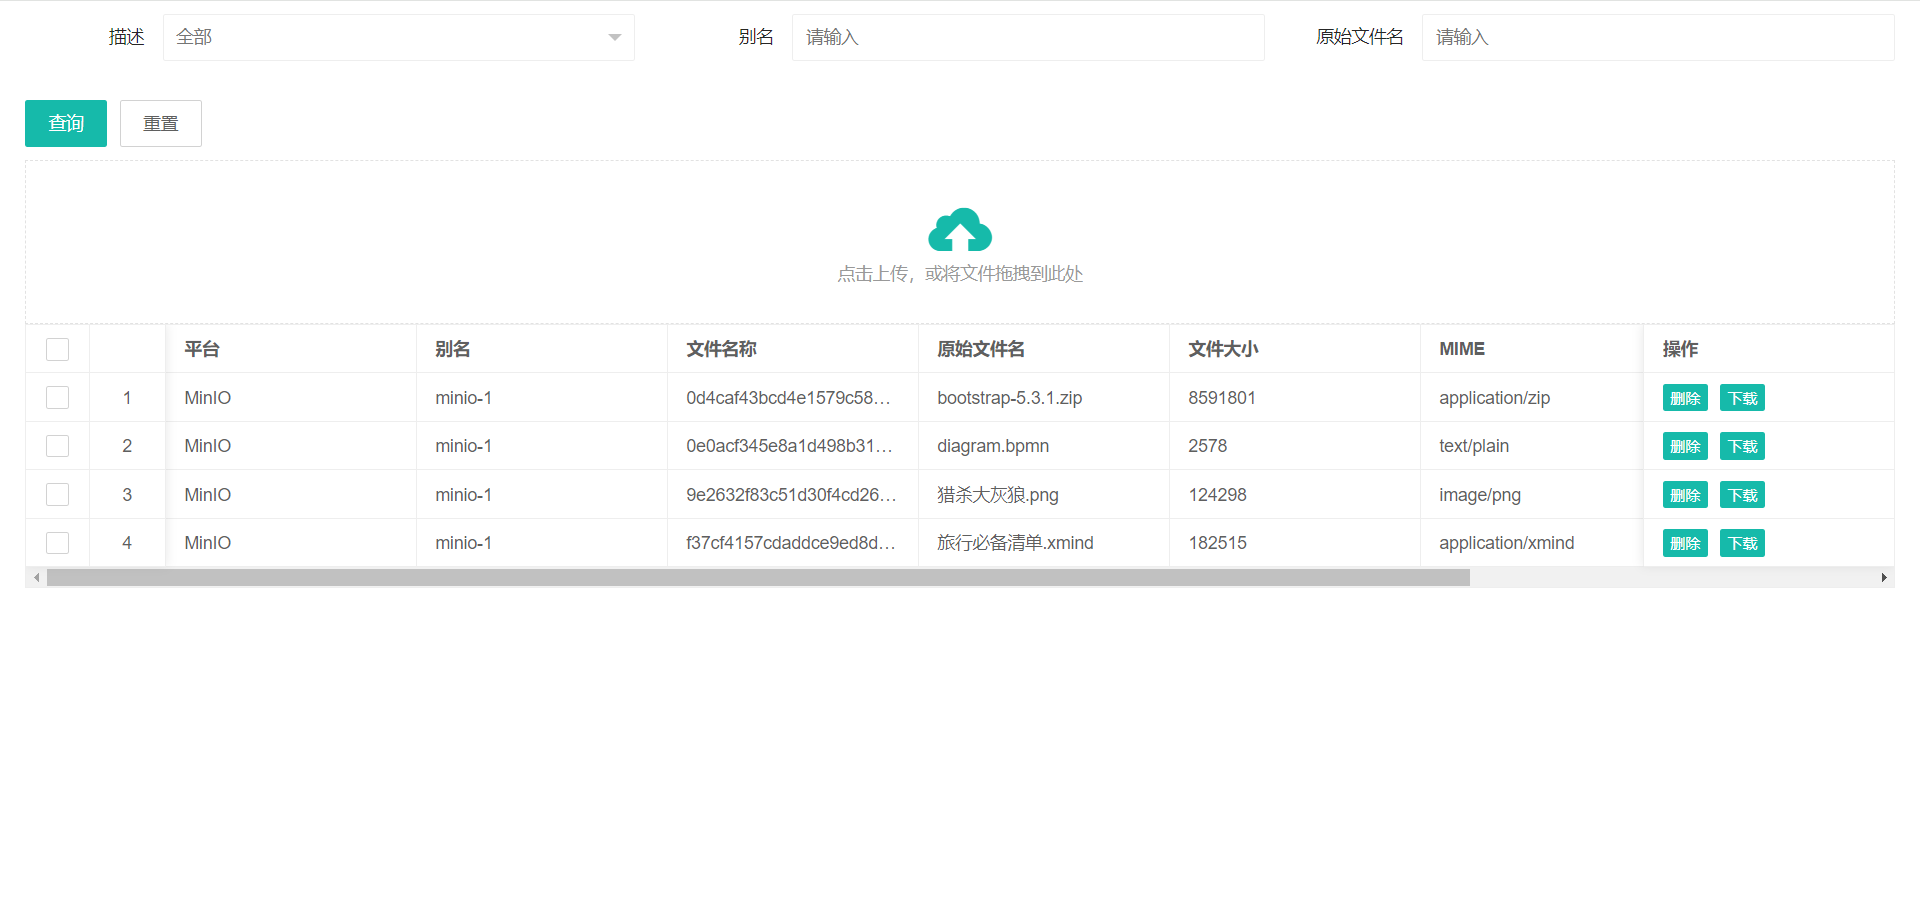 描述 全部 别名 请输入 原始文件名 请输入
查询 重置
点击上传，或将文件拖拽到此处
平台 别名 文件名称 原始文件名 文件大小 MIME 操作
1 MinIO minio-1 0d4caf43bcd4e1579c58... bootstrap-5.3.1.zip 8591801 application/zip 删除 下载
2 MinIO minio-1 0e0acf345e8a1d498b31... diagram.bpmn 2578 text/plain 删除 下载
3 MinIO minio-1 9e2632f83c51d30f4cd26... 猎杀大灰狼.png 124298 image/png 删除 下载
4 MinIO minio-1 f37cf4157cdaddce9ed8d... 旅行必备清单.xmind 182515 application/xmind 删除 下载